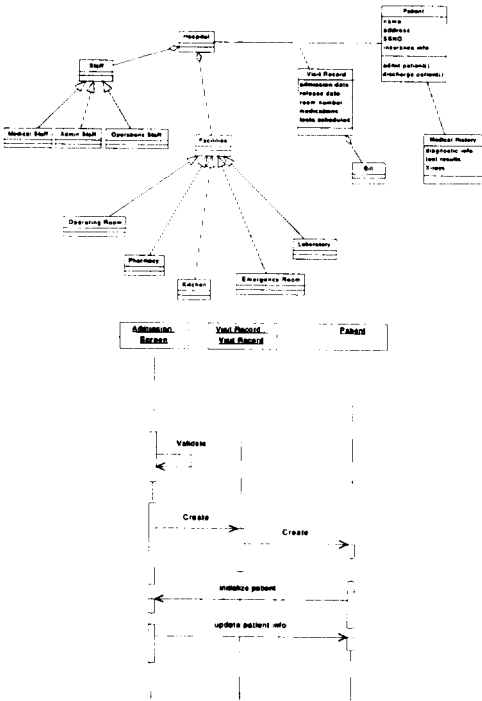 Hospital
Patient
name
address
SSNO
insurance info
admit patient()
discharge patient()
Staff
Visit Record
admission date
release date
room number
medications
tests scheduled
Medical Staff
Admin Staff
Operations Staff
Facilities
Medical History
diagnostic info
test results
X-rays
Bill
Operating Room
Laboratory
Pharmacy
Kitchen
Emergency Room
Admission
Screen
Visit Record :
Visit Record
Patient
Validate
Create
Create
initialize patient
update patient info